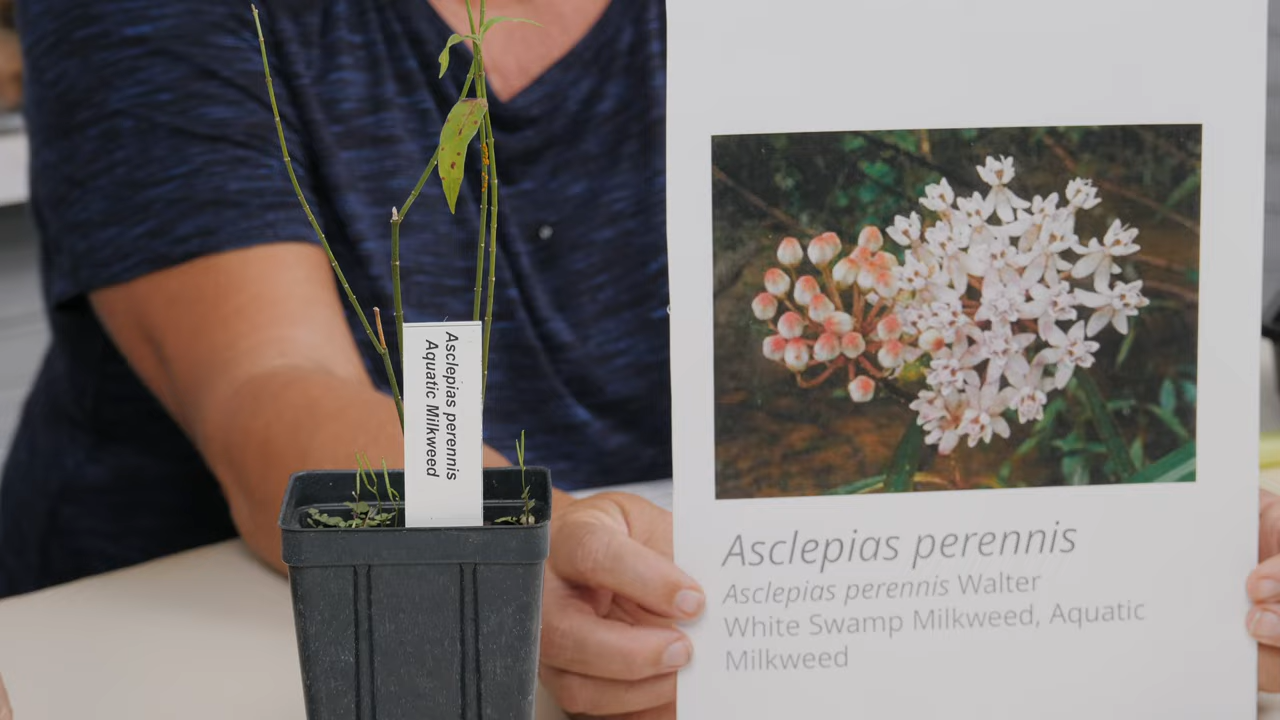 Asclepias perennis
Aquatic Milkweed
Asclepias perennis
Asclepias perennis Walter
White Swamp Milkweed, Aquatic
Milkweed